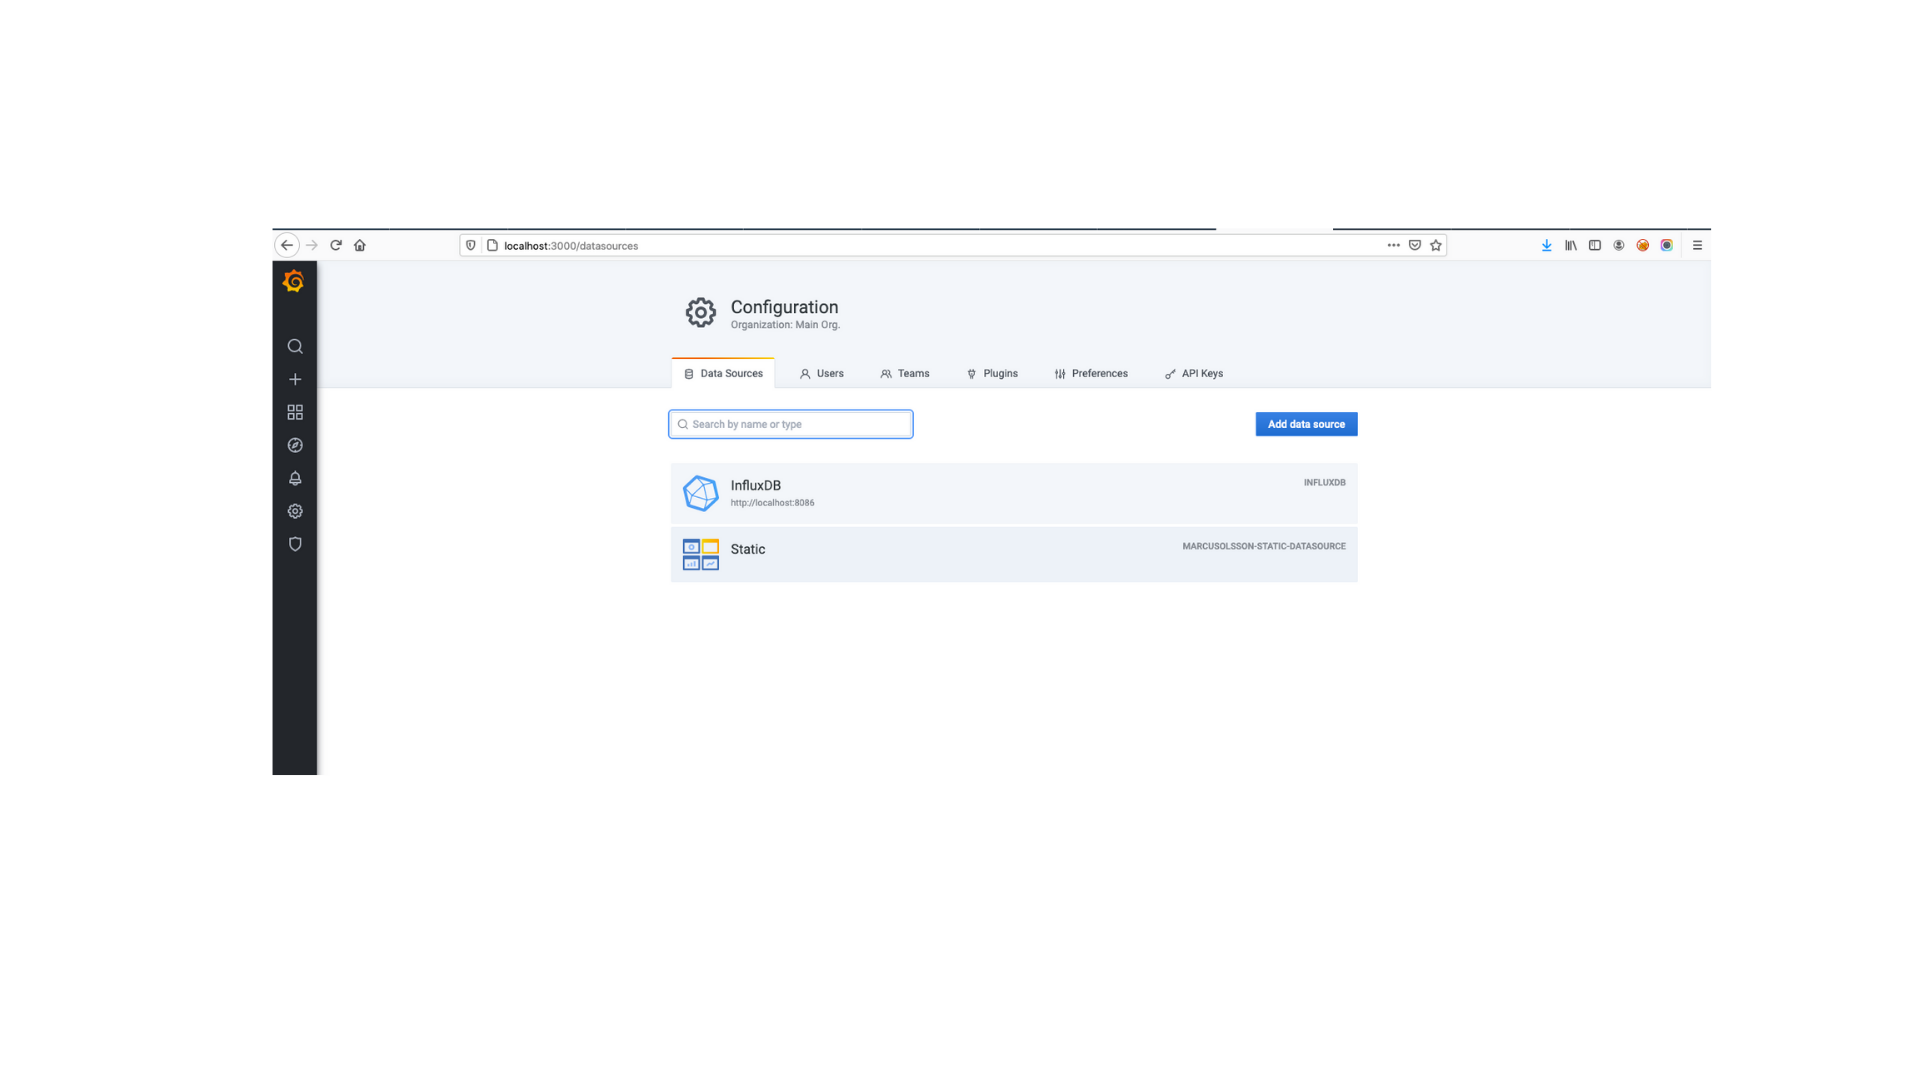 localhost:3000/datasources
Configuration
Organization: Main Org.
Data Sources
Users
Teams
Plugins
Preferences
API Keys
Search by name or type
Add data source
InfluxDB
INFLUXDB
http://localhost:8086
Static
MARCUSOLSSON-STATIC-DATASOURCE